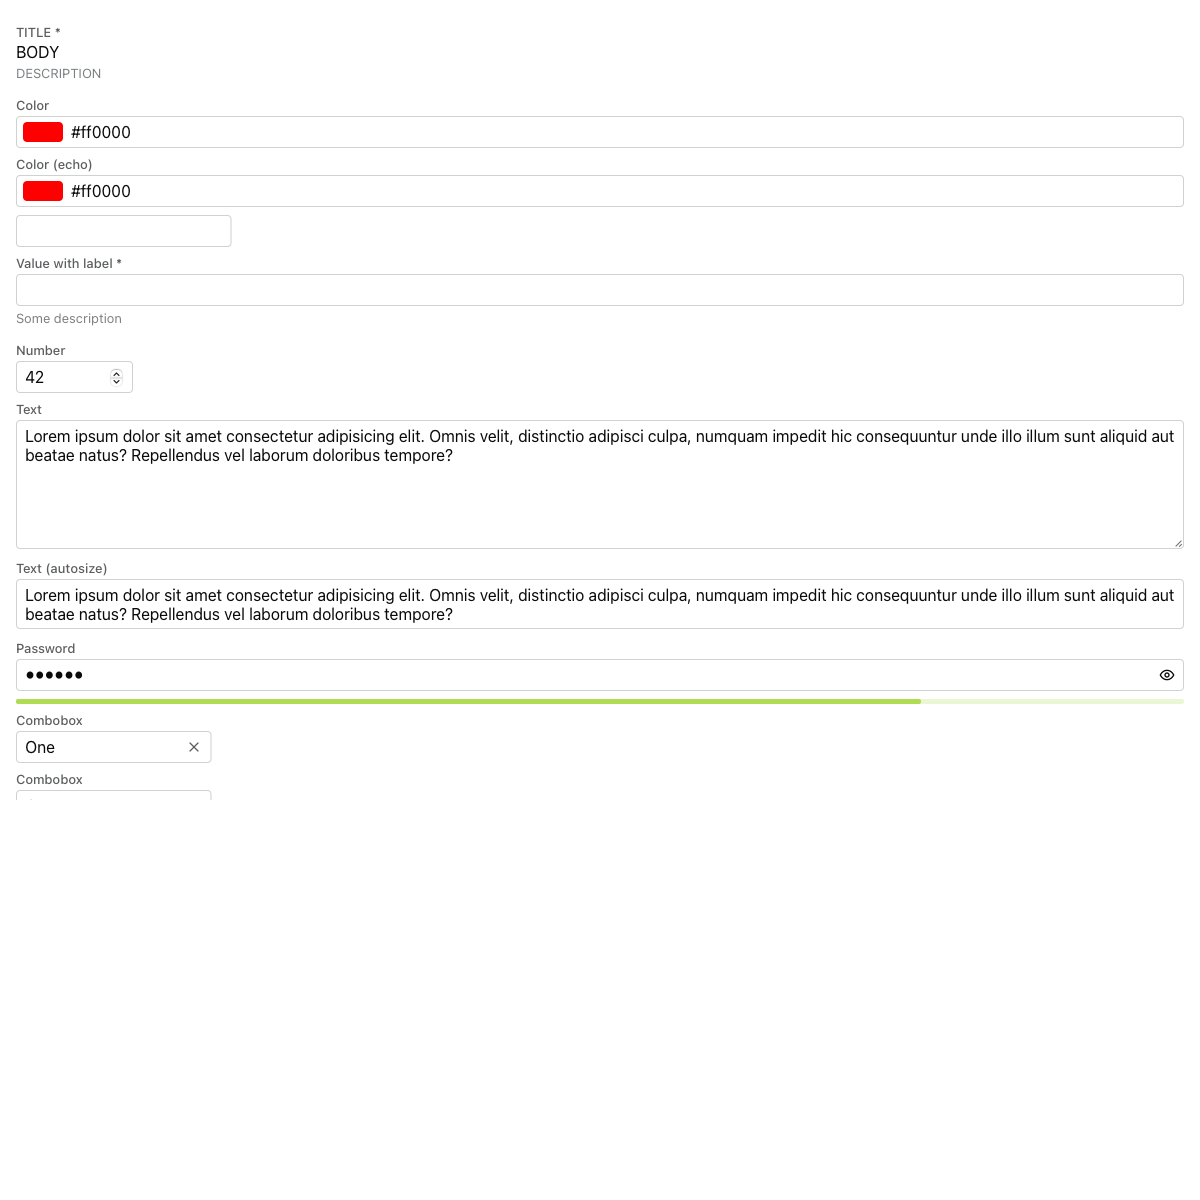 TITLE *
BODY
DESCRIPTION
Color
#ff0000
Color (echo)
#ff0000
Value with label *
Some description
Number
42
Text
Lorem ipsum dolor sit amet consectetur adipisicing elit. Omnis velit, distinctio adipisci culpa, numquam impedit hic consequuntur unde illo illum sunt aliquid aut
beatae natus? Repellendus vel laborum doloribus tempore?
Text (autosize)
Lorem ipsum dolor sit amet consectetur adipisicing elit. Omnis velit, distinctio adipisci culpa, numquam impedit hic consequuntur unde illo illum sunt aliquid aut
beatae natus? Repellendus vel laborum doloribus tempore?
Password
●●●●●●
Combobox
One
Combobox